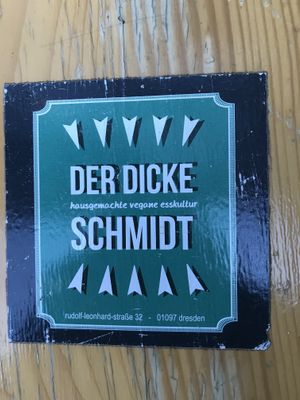 DER DICKE
hausgemachte vegane esskultur
SCHMIDT
rudolf-leonhard-straße 32 - 01097 dresden